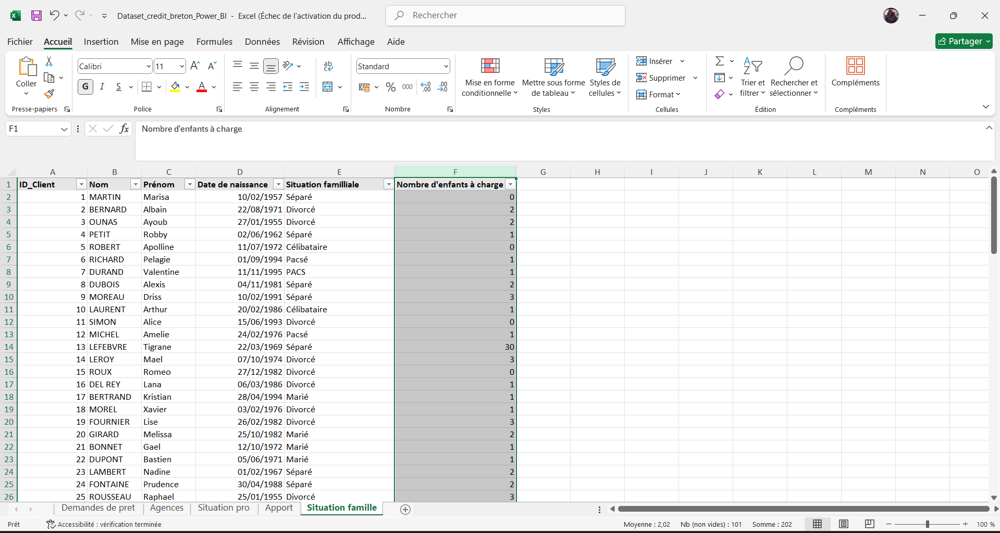 Dataset_credit_breton_Power_BI - Excel (Échec de l’activation du prod...
Rechercher
Fichier Accueil Insertion Mise en page Formules Données Révision Affichage Aide
Partager
Coller
Presse-papiers
Calibri 11
G I S A
Police
Alignement
Standard
% 000
Nombre
Mise en forme conditionnelle
Mettre sous forme de tableau
Styles de cellules
Styles
Insérer
Supprimer
Format
Cellules
Trier et filtrer
Rechercher et sélectionner
Édition
Compléments
Compléments
F1 fx Nombre d'enfants à charge
A B C D E F G H I J K L M N O
1 ID_Client Nom Prénom Date de naissance Situation familliale Nombre d'enfants à charge
2 1 MARTIN Marisa 10/02/1957 Séparé 0
3 2 BERNARD Albain 22/08/1971 Divorcé 2
4 3 OUNAS Ayoub 27/01/1955 Divorcé 2
5 4 PETIT Robby 02/06/1962 Séparé 1
6 5 ROBERT Apolline 11/07/1972 Célibataire 0
7 6 RICHARD Pelagie 01/09/1994 Pacsé 1
8 7 DURAND Valentine 11/11/1995 PACS 1
9 8 DUBOIS Alexis 04/11/1981 Séparé 2
10 9 MOREAU Driss 10/02/1991 Séparé 3
11 10 LAURENT Arthur 20/02/1986 Célibataire 1
12 11 SIMON Alice 15/06/1993 Divorcé 0
13 12 MICHEL Amelie 24/02/1976 Pacsé 1
14 13 LEFEBVRE Tigrane 22/03/1969 Séparé 30
15 14 LEROY Mael 07/10/1974 Divorcé 3
16 15 ROUX Romeo 27/12/1982 Divorcé 0
17 16 DEL REY Lana 06/03/1986 Divorcé 1
18 17 BERTRAND Kristian 28/04/1994 Marié 1
19 18 MOREL Xavier 03/02/1976 Divorcé 1
20 19 FOURNIER Lise 26/02/1982 Divorcé 3
21 20 GIRARD Melissa 25/10/1982 Marié 2
22 21 BONNET Gael 12/10/1972 Marié 1
23 22 DUPONT Bastien 05/06/1971 Marié 1
24 23 LAMBERT Nadine 01/02/1967 Séparé 2
25 24 FONTAINE Prudence 30/04/1988 Séparé 2
26 25 ROUSSEAU Raphael 25/01/1955 Divorcé 3
Demandes de pret Agences Situation pro Apport Situation famille
Prêt Accessibilité : vérification terminée Moyenne : 2,02 Nb (non vides) : 101 Somme : 202 100 %